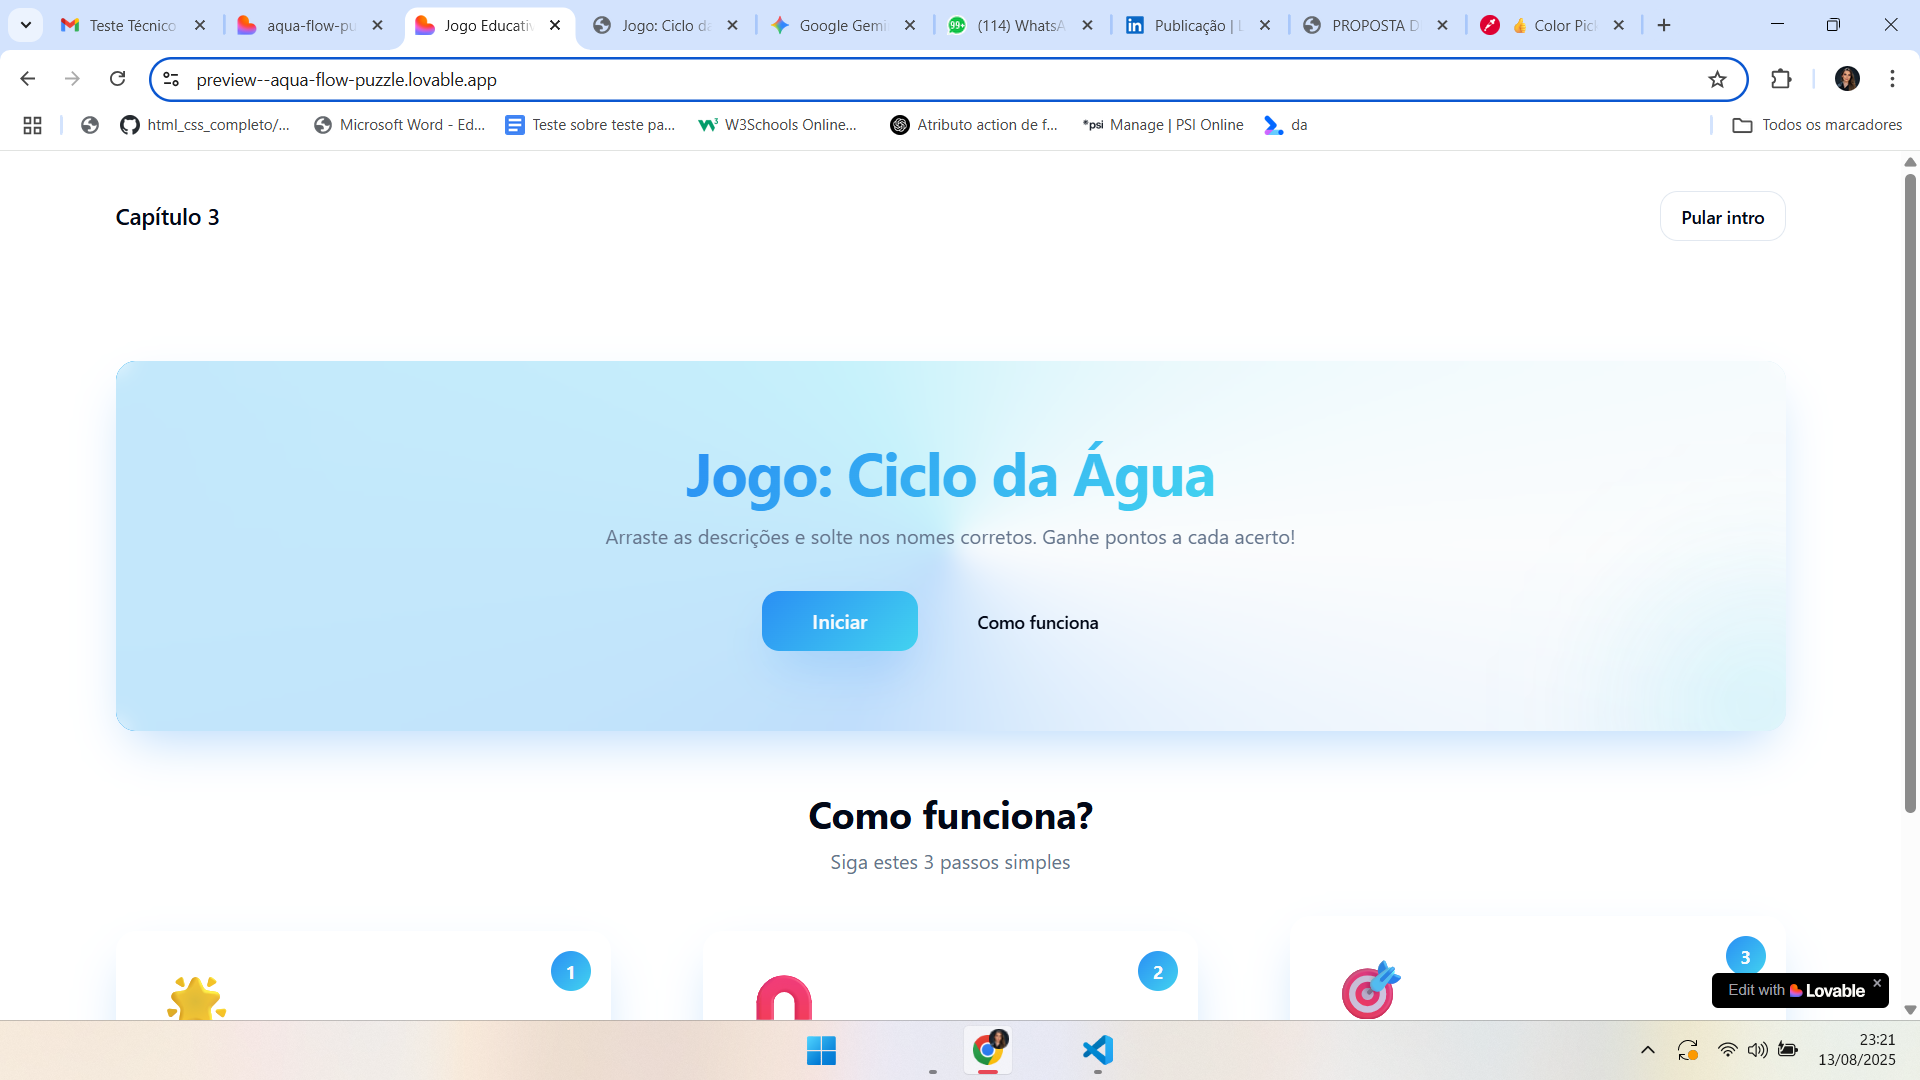 Teste Técnico
aqua-flow-pu
Jogo Educativ
Jogo: Ciclo da
Google Gemi
(114) WhatsA
Publicação | L
PROPOSTA D
👍 Color Pick
preview--aqua-flow-puzzle.lovable.app
html_css_completo/...
Microsoft Word - Ed...
Teste sobre teste pa...
W3Schools Online...
Atributo action de f...
*psi Manage | PSI Online
da
Todos os marcadores
Capítulo 3
Pular intro
Jogo: Ciclo da Água
Arraste as descrições e solte nos nomes corretos. Ganhe pontos a cada acerto!
Iniciar
Como funciona
Como funciona?
Siga estes 3 passos simples
1
2
3
Edit with Lovable
23:21
13/08/2025